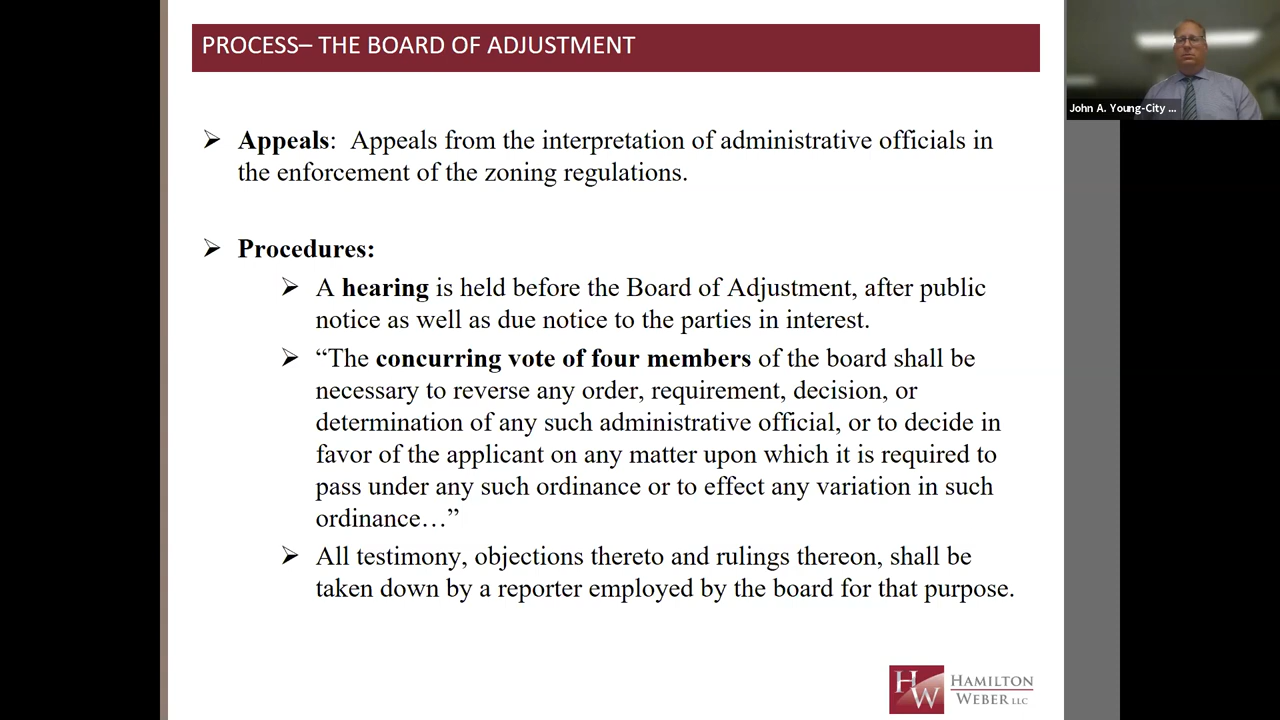 PROCESS– THE BOARD OF ADJUSTMENT
John A. Young-City ...
Appeals: Appeals from the interpretation of administrative officials in
the enforcement of the zoning regulations.
Procedures:
A hearing is held before the Board of Adjustment, after public
notice as well as due notice to the parties in interest.
“The concurring vote of four members of the board shall be
necessary to reverse any order, requirement, decision, or
determination of any such administrative official, or to decide in
favor of the applicant on any matter upon which it is required to
pass under any such ordinance or to effect any variation in such
ordinance…”
All testimony, objections thereto and rulings thereon, shall be
taken down by a reporter employed by the board for that purpose.
HW
HAMILTON
WEBER LLC